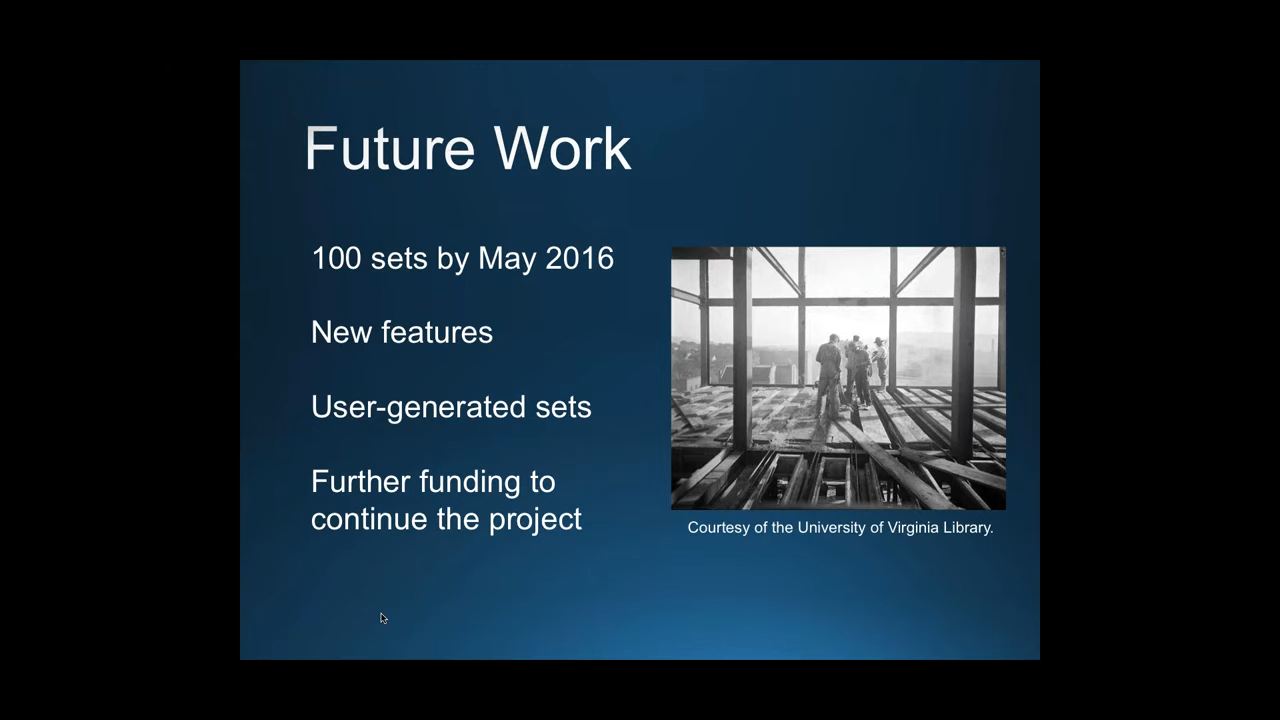 Future Work
100 sets by May 2016
New features
User-generated sets
Further funding to
continue the project
Courtesy of the University of Virginia Library.